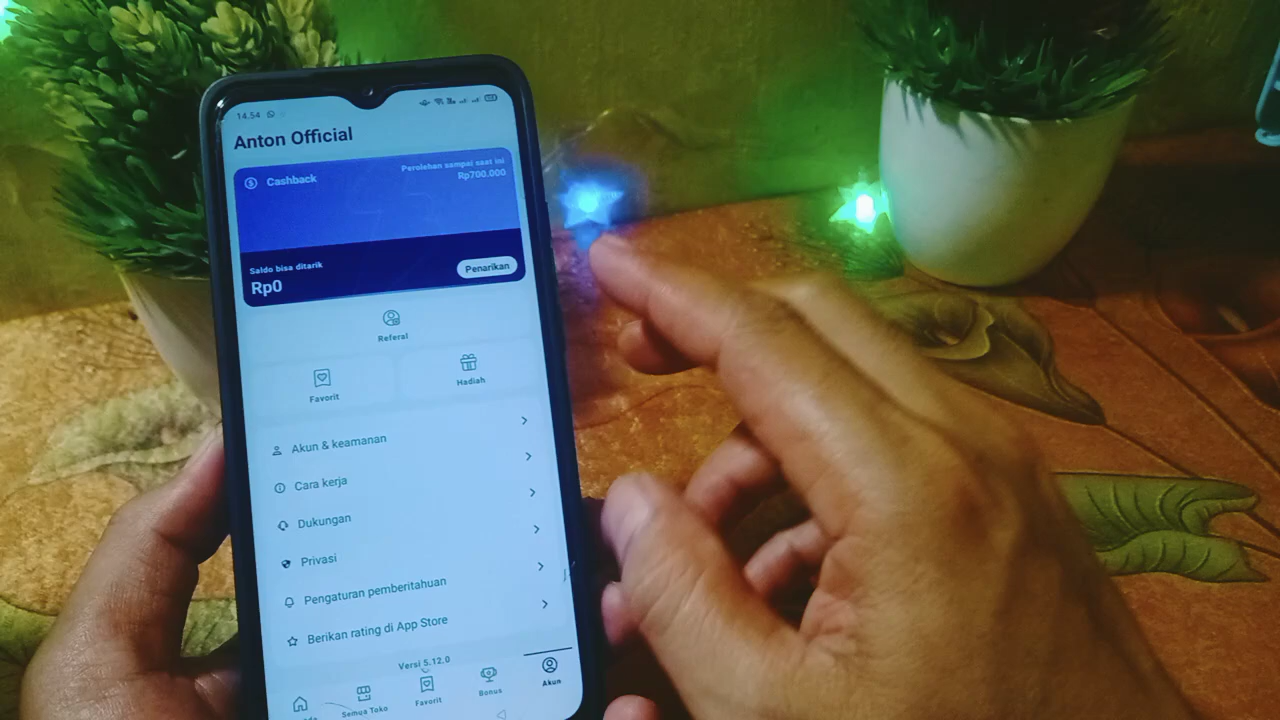 14.54
Anton Official
Cashback
Perolehan sampai saat ini
Rp700.000
Saldo bisa ditarik
Rp0
Penarikan
Referal
Favorit
Hadiah
Akun & keamanan
Cara kerja
Dukungan
Privasi
Pengaturan pemberitahuan
Berikan rating di App Store
Versi 5.12.0
Semua Toko
Favorit
Bonus
Akun